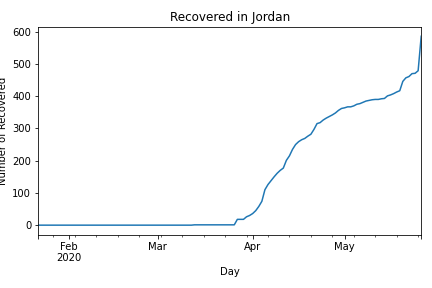 Recovered in Jordan
600
500
400
300
200
100
0
Number of Recovered
Feb
2020
Mar
Apr
May
Day